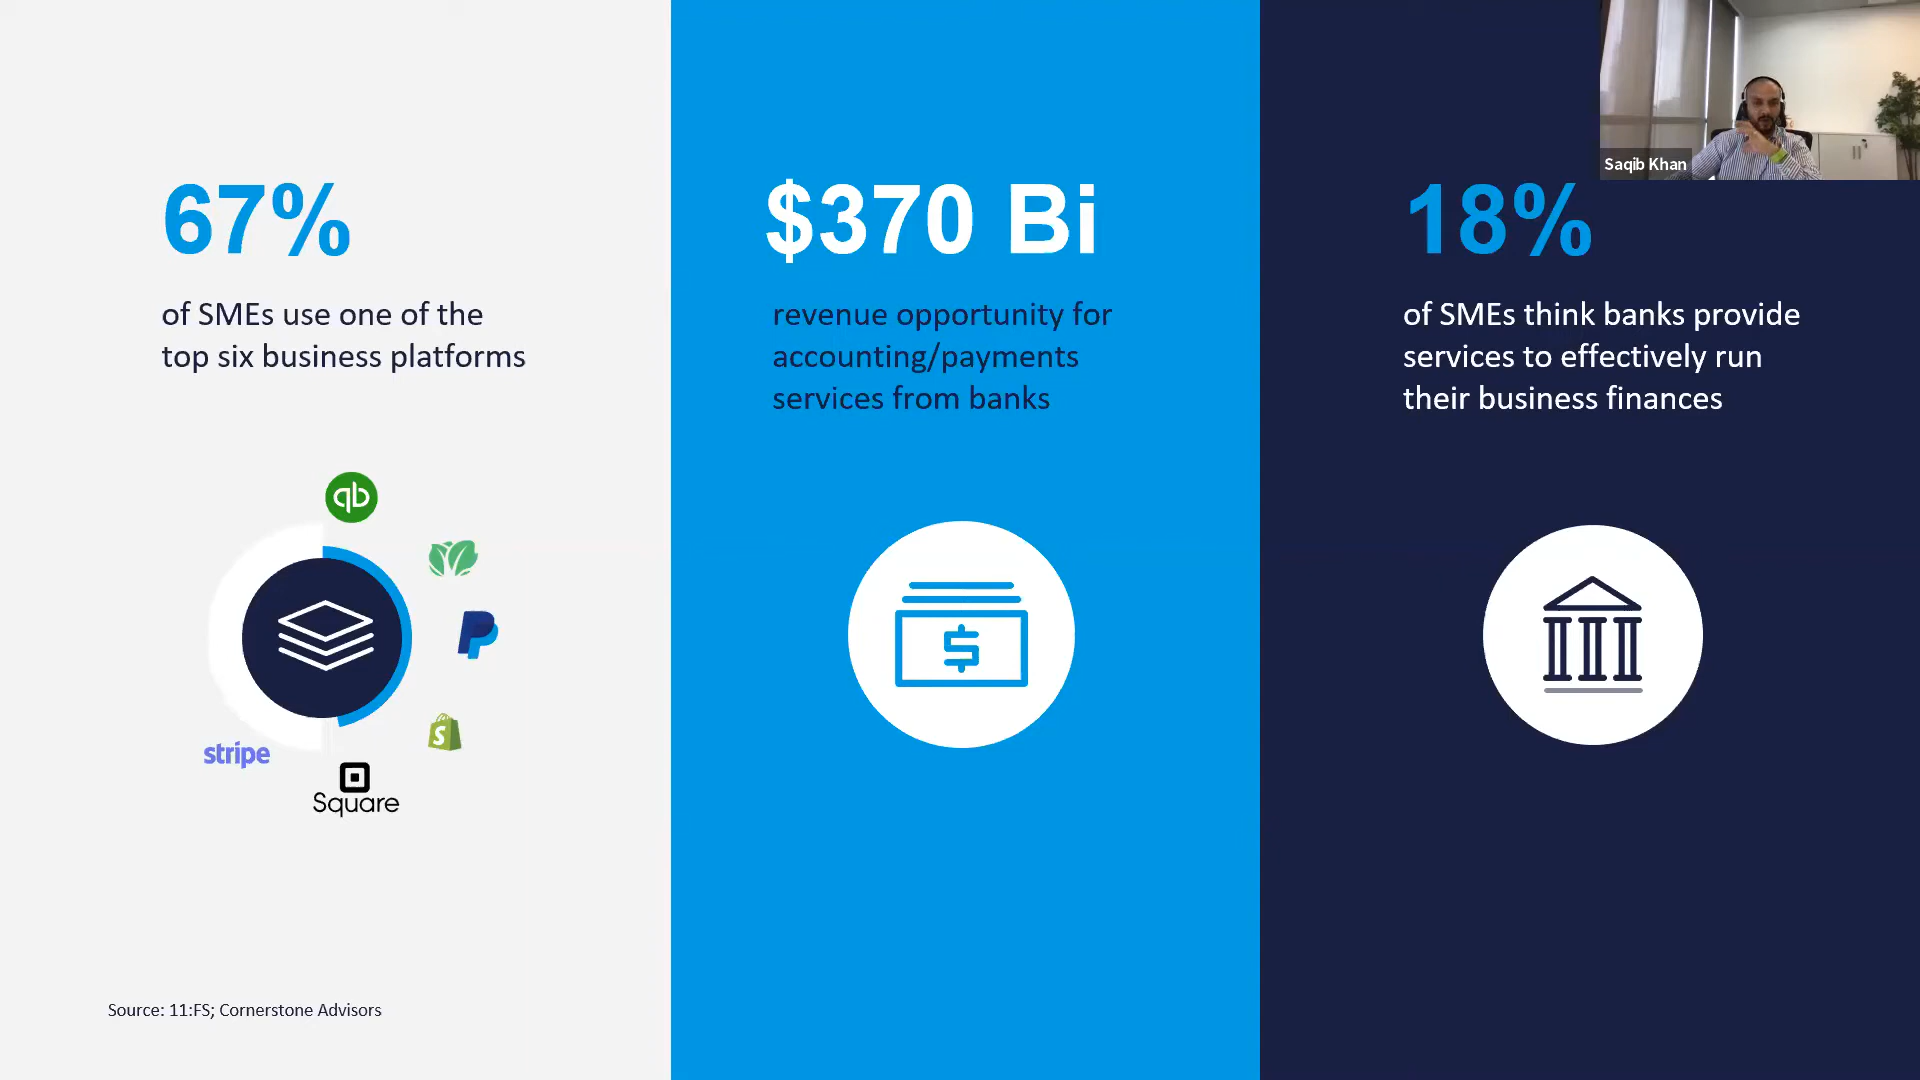 67%
of SMEs use one of the
top six business platforms
qb
S
stripe
Square
Source: 11:FS; Cornerstone Advisors
$370 Bi
revenue opportunity for
accounting/payments
services from banks
$
Saqib Khan
18%
of SMEs think banks provide
services to effectively run
their business finances